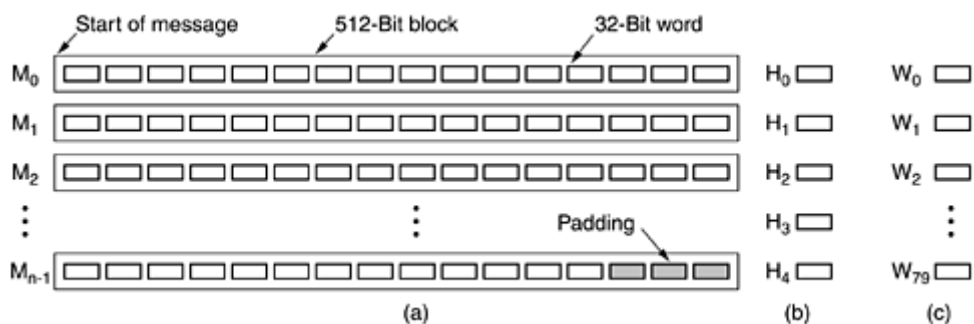 Start of message 512-Bit block 32-Bit word
M0 H0 W0
M1 H1 W1
M2 H2 W2
H3
Padding
Mn-1 H4 W79
(a) (b) (c)